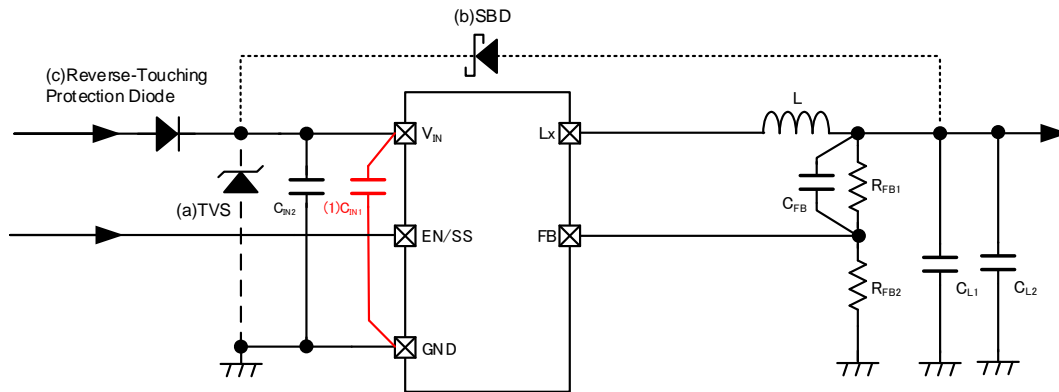 (b)SBD
(c)Reverse-Touching
Protection Diode
L
VIN
Lx
RFB1
CFB
(a)TVS
CIN2
(1)CIN1
EN/SS
FB
RFB2
CL1
CL2
GND